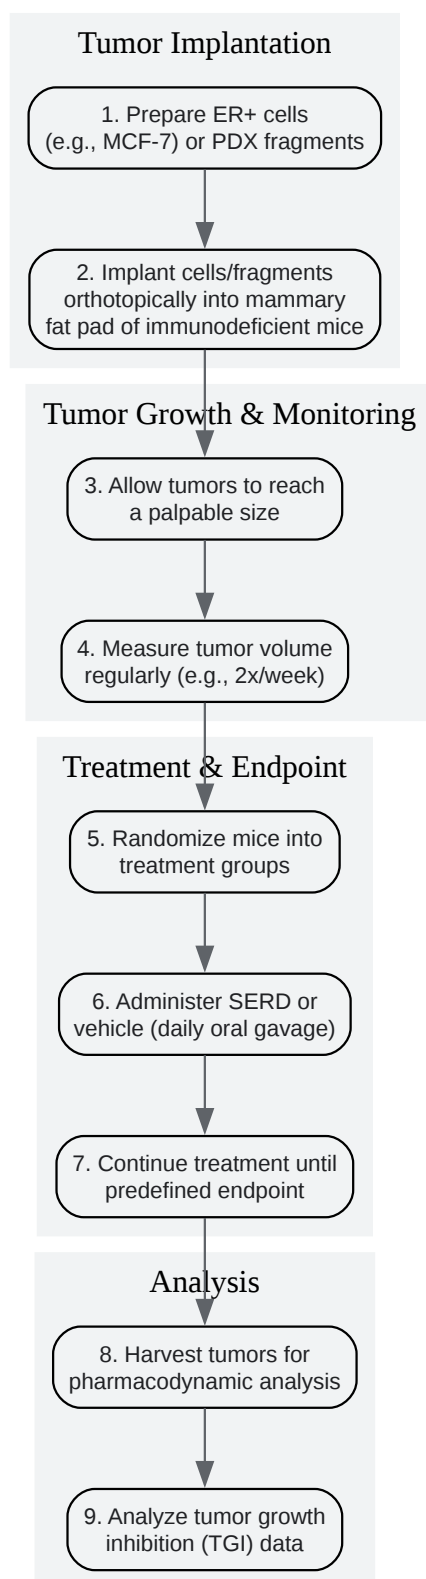 Tumor Implantation
1. Prepare ER+ cells
(e.g., MCF-7) or PDX fragments
2. Implant cells/fragments
orthotopically into mammary
fat pad of immunodeficient mice
Tumor Growth & Monitoring
3. Allow tumors to reach
a palpable size
4. Measure tumor volume
regularly (e.g., 2x/week)
Treatment & Endpoint
5. Randomize mice into
treatment groups
6. Administer SERD or
vehicle (daily oral gavage)
7. Continue treatment until
predefined endpoint
Analysis
8. Harvest tumors for
pharmacodynamic analysis
9. Analyze tumor growth
inhibition (TGI) data